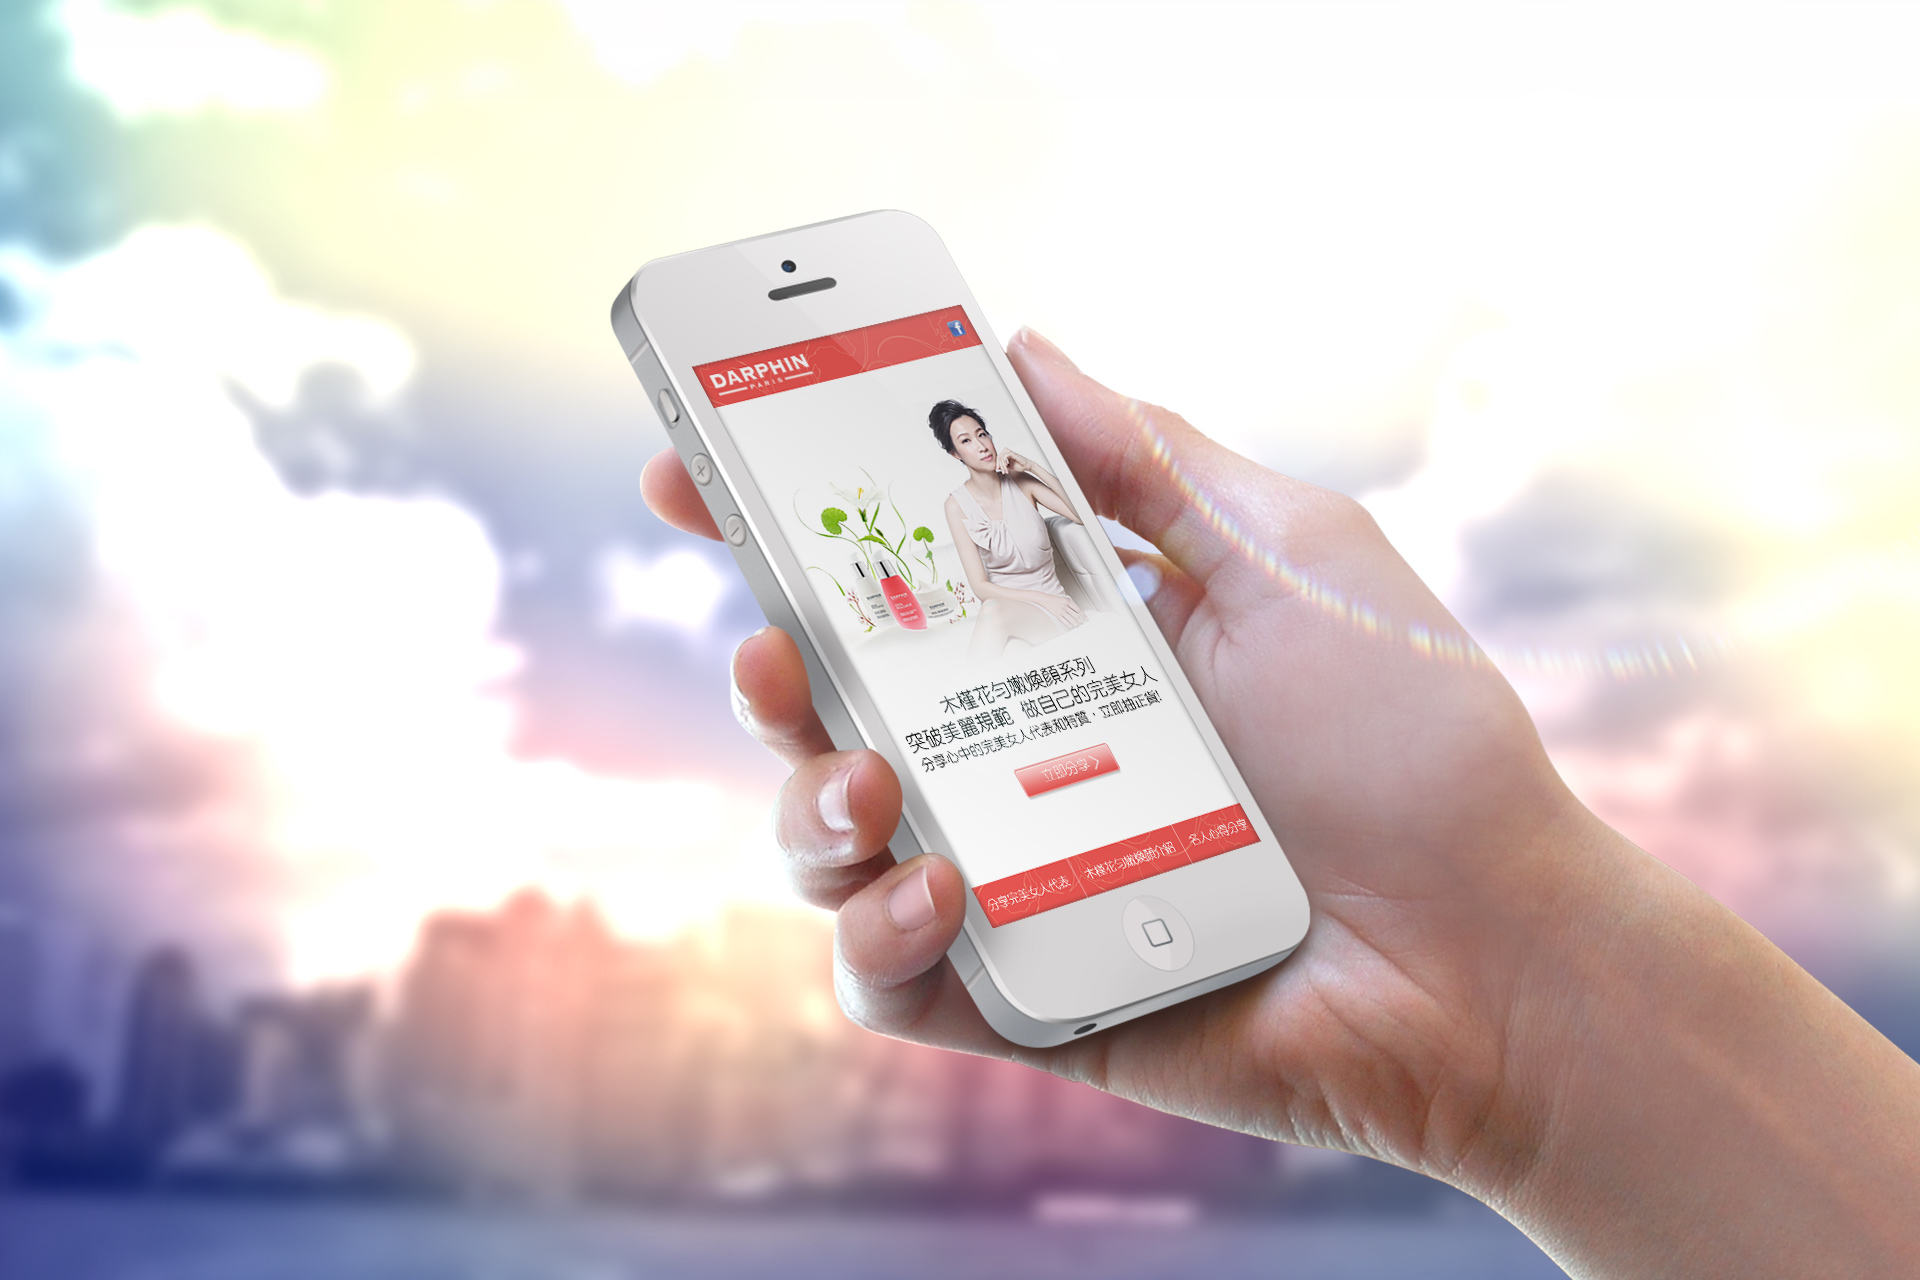 DARPHIN
PARIS
f
DARPHIN
DARPHIN
DARPHIN
木槿花勻嫩煥顏系列
突破美麗規範 做自己的完美女人
分享心中的完美女人代表和特質，立即抽正貨!
立即分享 >
分享完美女人代表 木槿花勻嫩煥顏介紹 名人心得分享